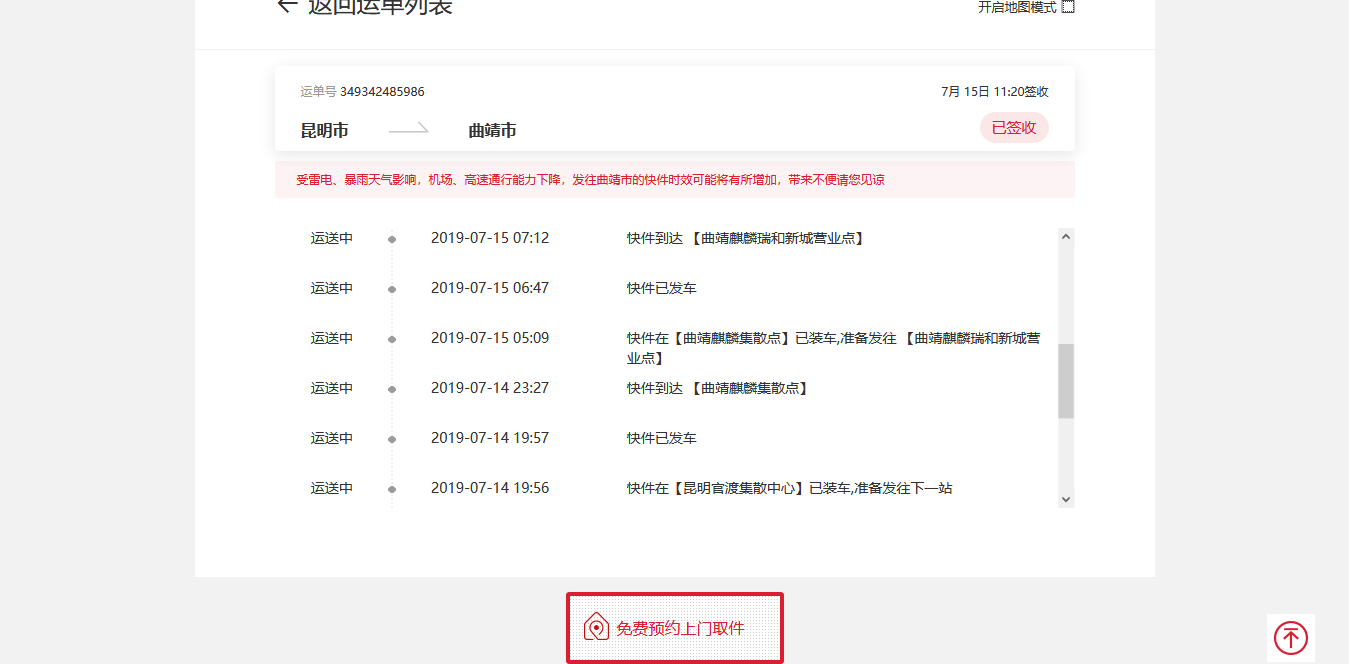 返回运单列表
开启地图模式
运单号 349342485986
7月 15日 11:20签收
昆明市
曲靖市
已签收
受雷电、暴雨天气影响，机场、高速通行能力下降，发往曲靖市的快件时效可能将有所增加，带来不便请您见谅
运送中 2019-07-15 07:12 快件到达 【曲靖麒麟瑞和新城营业点】
运送中 2019-07-15 06:47 快件已发车
运送中 2019-07-15 05:09 快件在【曲靖麒麟集散点】已装车,准备发往 【曲靖麒麟瑞和新城营
业点】
运送中 2019-07-14 23:27 快件到达 【曲靖麒麟集散点】
运送中 2019-07-14 19:57 快件已发车
运送中 2019-07-14 19:56 快件在【昆明官渡集散中心】已装车,准备发往下一站
免费预约上门取件